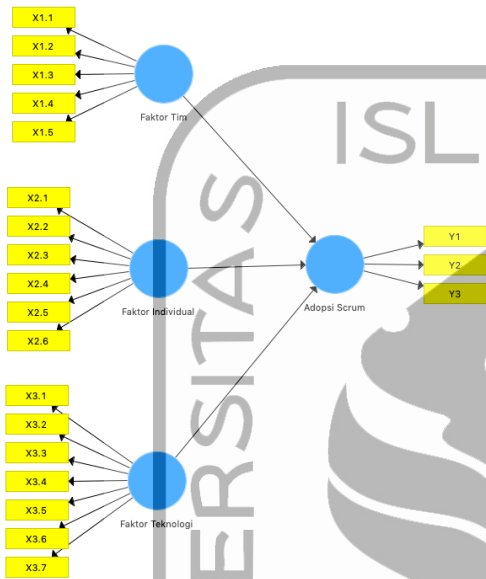 X1.1
X1.2
X1.3
X1.4
X1.5
Faktor Tim
ISL
X2.1
X2.2
X2.3
X2.4
X2.5
X2.6
Faktor Individual
ERSITAS
Adopsi Scrum
Y1
Y2
Y3
X3.1
X3.2
X3.3
X3.4
X3.5
X3.6
X3.7
Faktor Teknologi